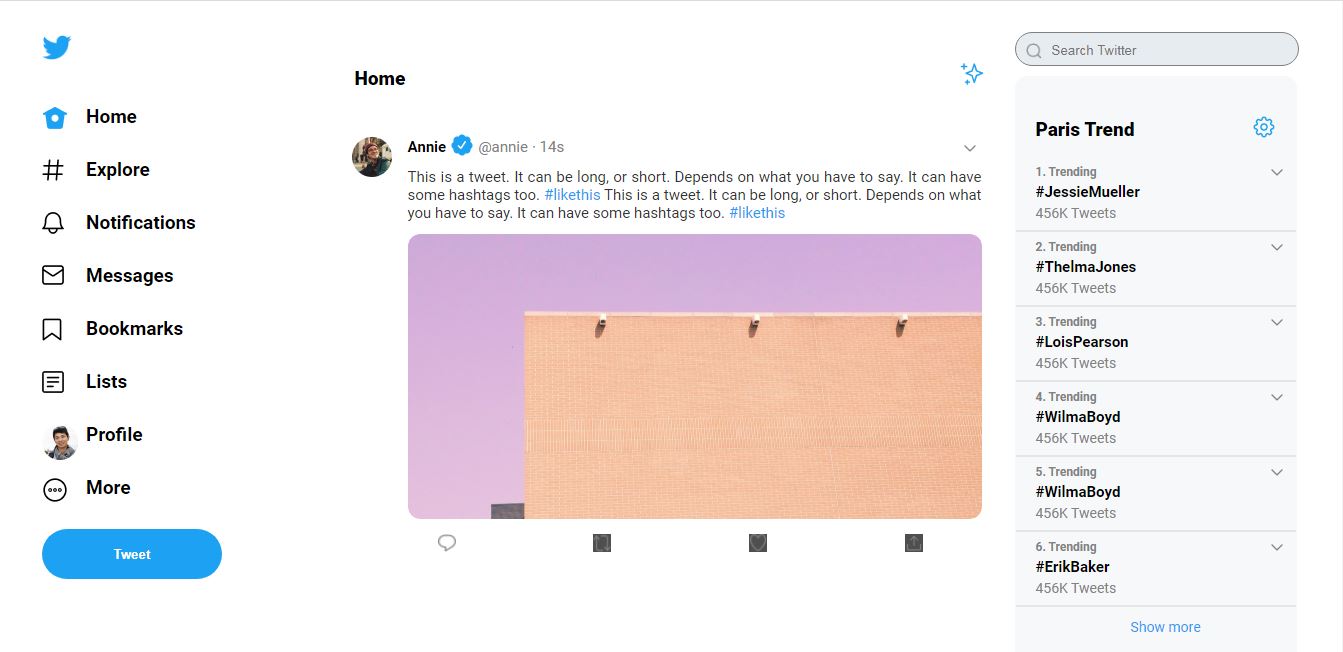 Home
Explore
Notifications
Messages
Bookmarks
Lists
Profile
More
Tweet
Home
Annie @annie · 14s
This is a tweet. It can be long, or short. Depends on what you have to say. It can have
some hashtags too. #likethis This is a tweet. It can be long, or short. Depends on what
you have to say. It can have some hashtags too. #likethis
Search Twitter
Paris Trend
1. Trending
#JessieMueller
456K Tweets
2. Trending
#ThelmaJones
456K Tweets
3. Trending
#LoisPearson
456K Tweets
4. Trending
#WilmaBoyd
456K Tweets
5. Trending
#WilmaBoyd
456K Tweets
6. Trending
#ErikBaker
456K Tweets
Show more